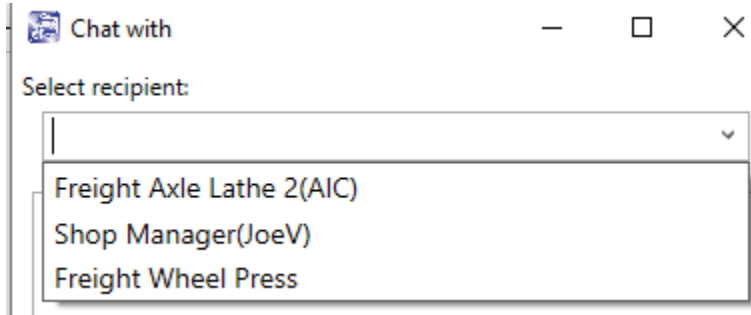 Chat with
Select recipient:
Freight Axle Lathe 2(AIC)
Shop Manager(JoeV)
Freight Wheel Press